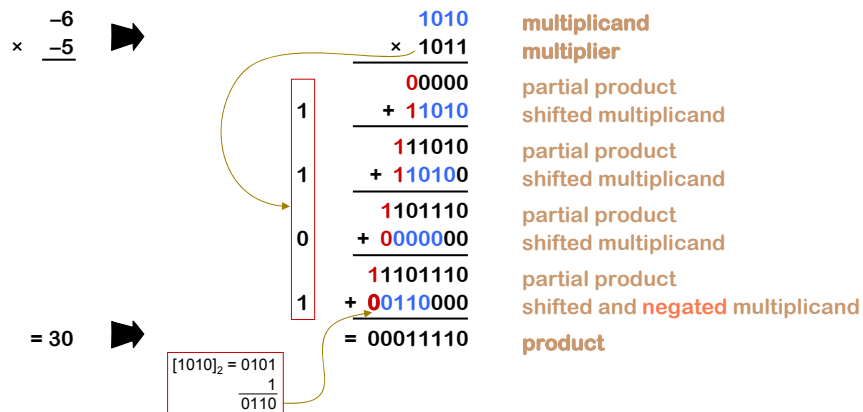 –6 1010 multiplicand
× –5 × 1011 multiplier
00000 partial product
1 + 11010 shifted multiplicand
111010 partial product
1 + 110100 shifted multiplicand
1101110 partial product
0 + 0000000 shifted multiplicand
11101110 partial product
1 + 00110000 shifted and negated multiplicand
= 30 = 00011110 product
[1010]₂ = 0101
1
0110